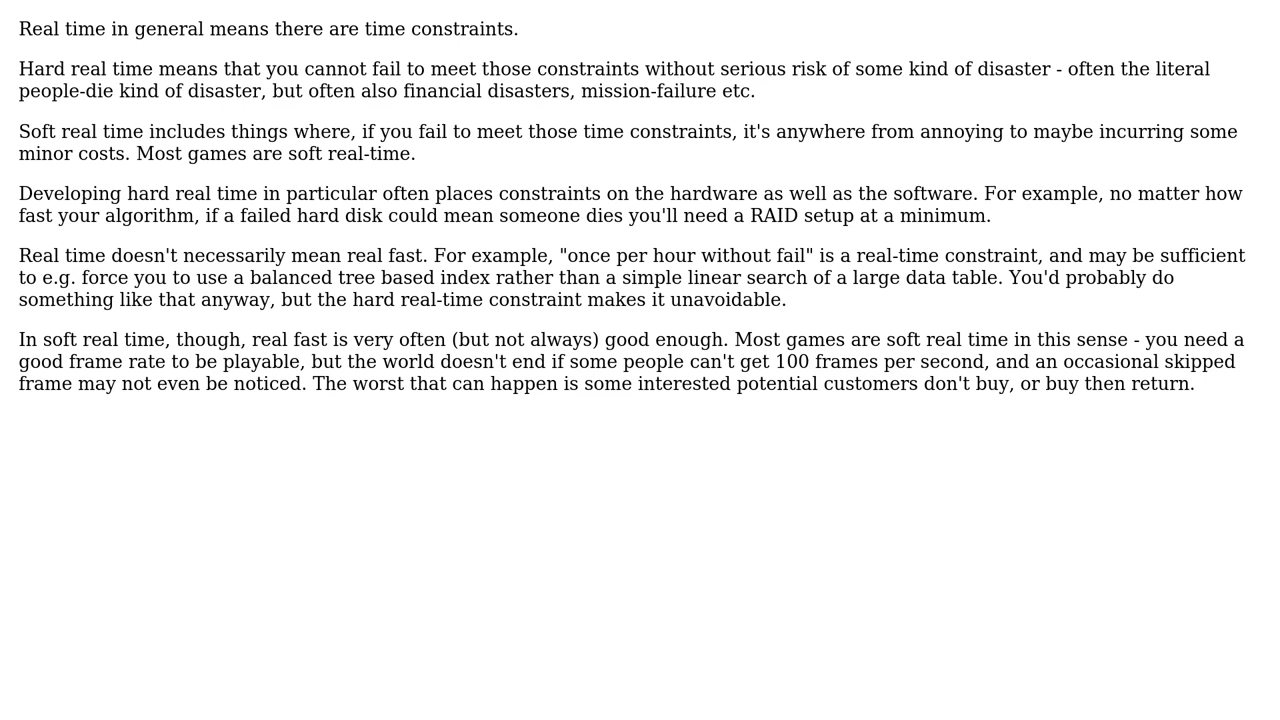 Real time in general means there are time constraints.
Hard real time means that you cannot fail to meet those constraints without serious risk of some kind of disaster - often the literal
people-die kind of disaster, but often also financial disasters, mission-failure etc.
Soft real time includes things where, if you fail to meet those time constraints, it's anywhere from annoying to maybe incurring some
minor costs. Most games are soft real-time.
Developing hard real time in particular often places constraints on the hardware as well as the software. For example, no matter how
fast your algorithm, if a failed hard disk could mean someone dies you'll need a RAID setup at a minimum.
Real time doesn't necessarily mean real fast. For example, "once per hour without fail" is a real-time constraint, and may be sufficient
to e.g. force you to use a balanced tree based index rather than a simple linear search of a large data table. You'd probably do
something like that anyway, but the hard real-time constraint makes it unavoidable.
In soft real time, though, real fast is very often (but not always) good enough. Most games are soft real time in this sense - you need a
good frame rate to be playable, but the world doesn't end if some people can't get 100 frames per second, and an occasional skipped
frame may not even be noticed. The worst that can happen is some interested potential customers don't buy, or buy then return.